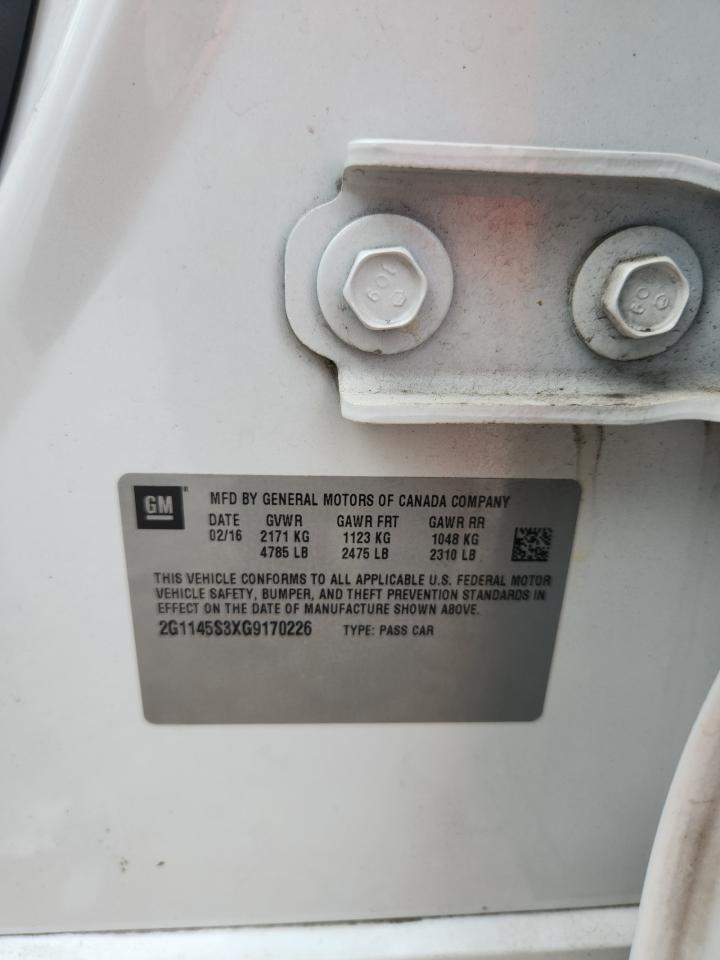 109
60
GM
MFD BY GENERAL MOTORS OF CANADA COMPANY
DATE GVWR GAWR FRT GAWR RR
02/16 2171 KG 1123 KG 1048 KG
4785 LB 2475 LB 2310 LB
THIS VEHICLE CONFORMS TO ALL APPLICABLE U.S. FEDERAL MOTOR
VEHICLE SAFETY, BUMPER, AND THEFT PREVENTION STANDARDS IN
EFFECT ON THE DATE OF MANUFACTURE SHOWN ABOVE.
2G1145S3XG9170226 TYPE: PASS CAR